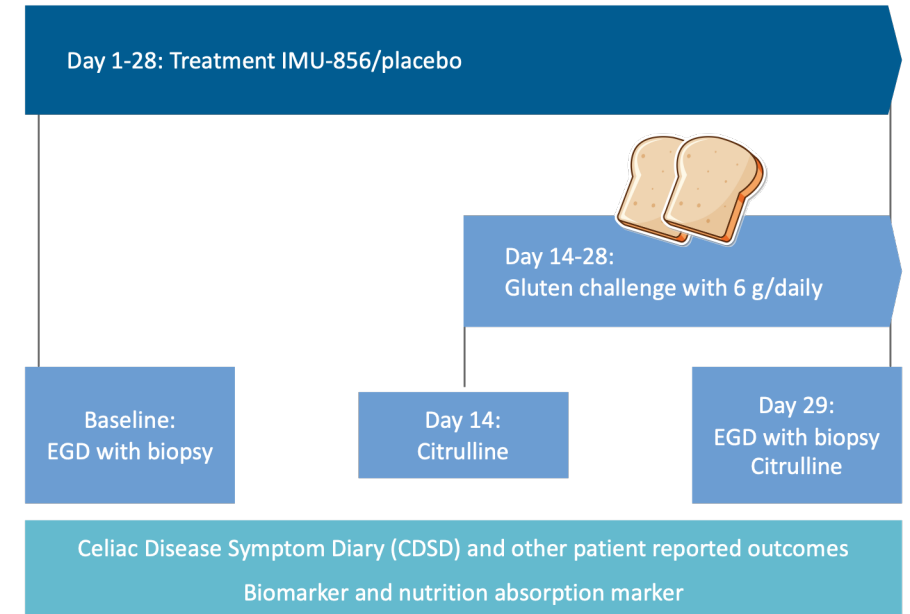 Day 1-28: Treatment IMU-856/placebo
Day 14-28:
Gluten challenge with 6 g/daily
Baseline:
EGD with biopsy
Day 14:
Citrulline
Day 29:
EGD with biopsy
Citrulline
Celiac Disease Symptom Diary (CDSD) and other patient reported outcomes
Biomarker and nutrition absorption marker